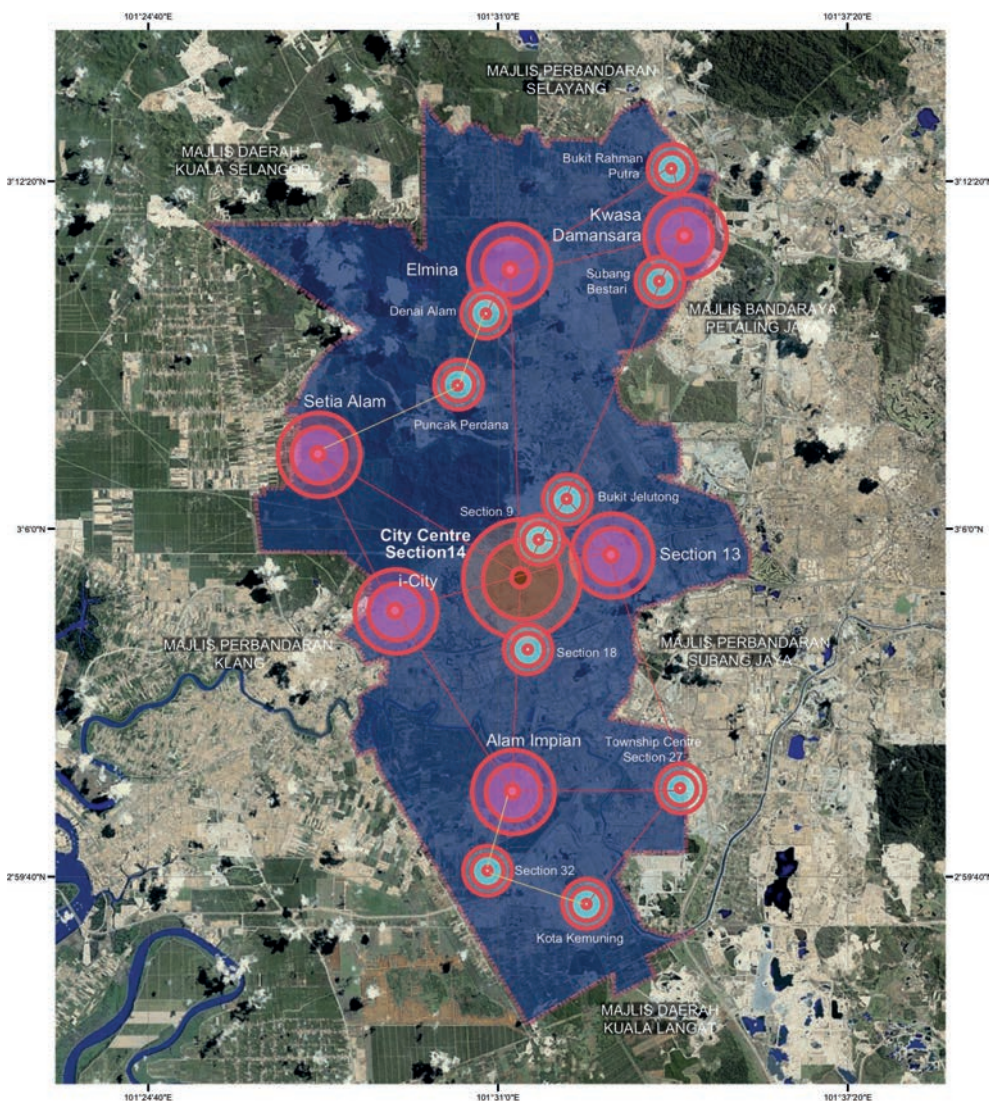 101°24'40"E
101°31'0"E
101°37'20"E
MAJLIS PERBANDARAN
SELAYANG
MAJLIS DAERAH
KUALA SELANGOR
Bukit Rahman
Putra
3°12'20"N
3°12'20"N
Kwasa
Damansara
Elmina
Subang
Bestari
Denai Alam
MAJLIS BANDARAYA
PETALING JAYA
Setia Alam
Puncak Perdana
Bukit Jelutong
Section 9
3°6'0"N
3°6'0"N
City Centre
Section14
Section 13
i-City
MAJLIS PERBANDARAN
KLANG
Section 18
MAJLIS PERBANDARAN
SUBANG JAYA
Alam Impian
Township Centre
Section 27
Section 32
2°59'40"N
2°59'40"N
Kota Kemuning
MAJLIS DAERAH
KUALA LANGAT
101°24'40"E
101°31'0"E
101°37'20"E